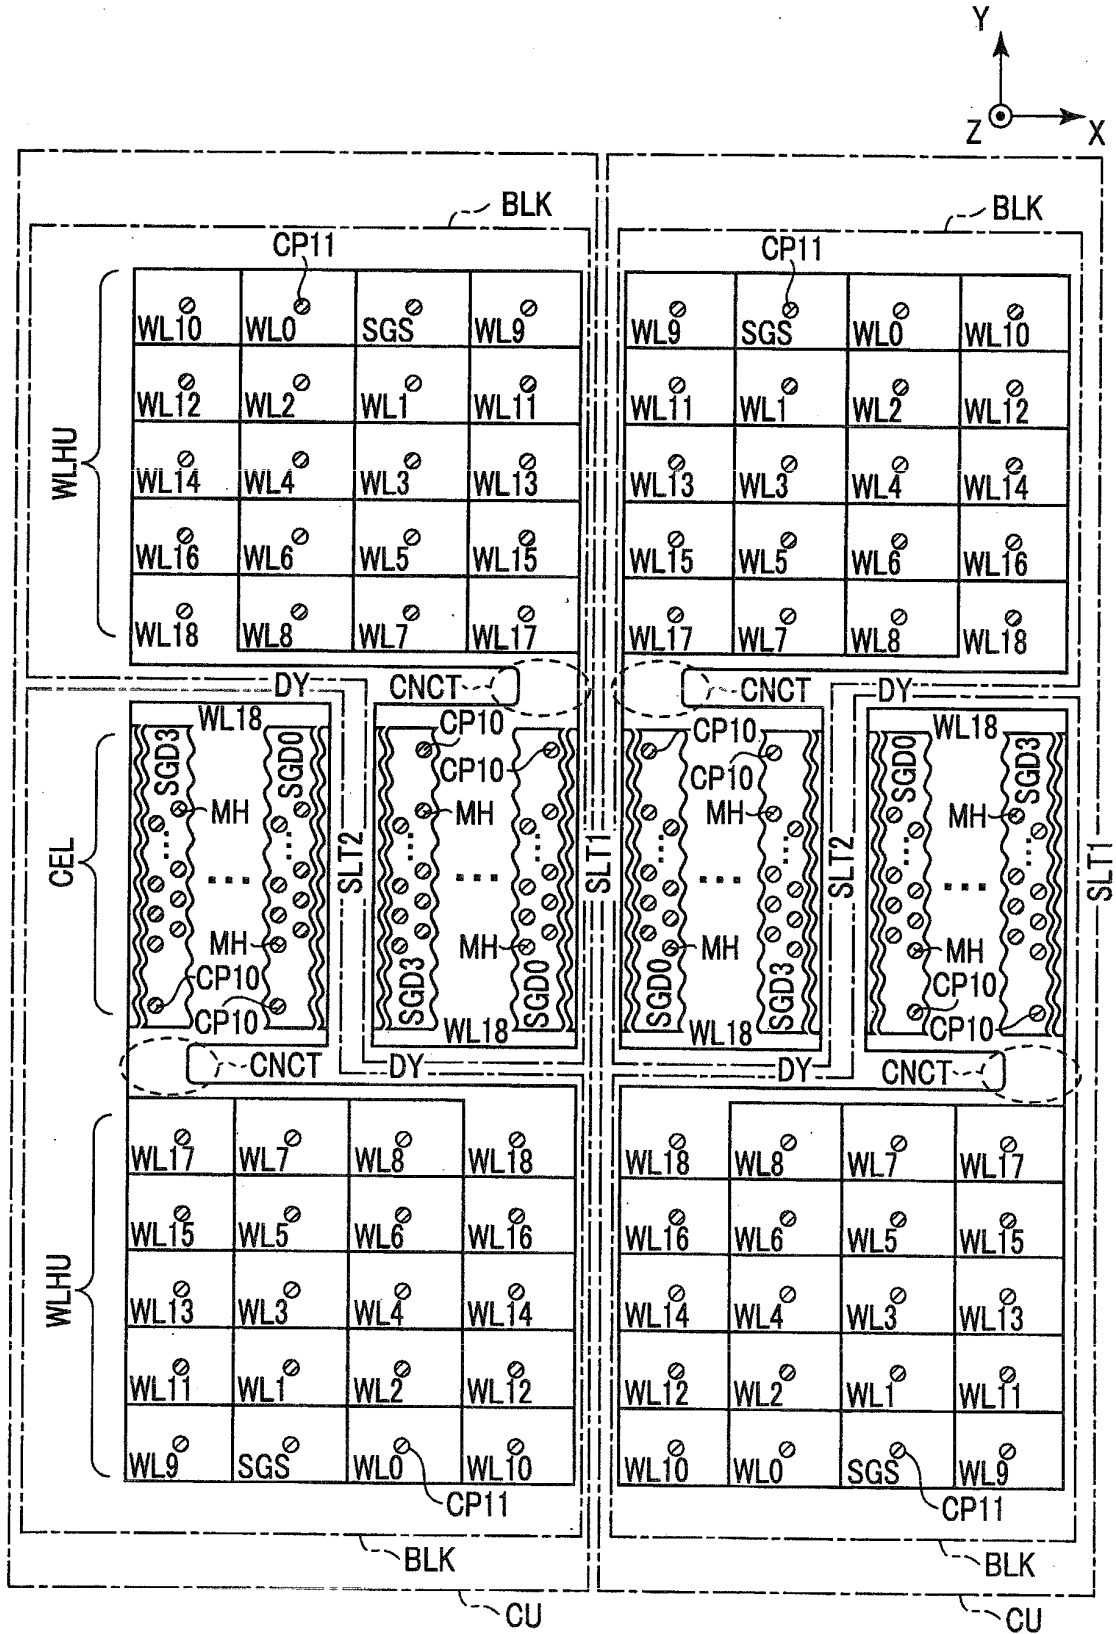 Y
Z X
BLK BLK
CP11 CP11
WL10 WL0 SGS WL9 WL9 SGS WL0 WL10
WL12 WL2 WL1 WL11 WL11 WL1 WL2 WL12
WLHU
WL14 WL4 WL3 WL13 WL13 WL3 WL4 WL14
WL16 WL6 WL5 WL15 WL15 WL5 WL6 WL16
WL18 WL8 WL7 WL17 WL17 WL7 WL8 WL18
DY CNCT CNCT DY
WL18 WL18
CP10 CP10
SGD3 SGD0 SGD0 SGD3
CP10 CP10
MH MH MH MH
CEL SLT2 SLT1 SLT2 SLT1
MH MH MH MH
CP10 SGD3 SGD0 SGD0 SGD3 CP10
CP10 CP10
WL18 WL18
CNCT DY DY CNCT
WL17 WL7 WL8 WL18 WL18 WL8 WL7 WL17
WL15 WL5 WL6 WL16 WL16 WL6 WL5 WL15
WLHU
WL13 WL3 WL4 WL14 WL14 WL4 WL3 WL13
WL11 WL1 WL2 WL12 WL12 WL2 WL1 WL11
WL9 SGS WL0 WL10 WL10 WL0 SGS WL9
CP11 CP11
BLK BLK
CU CU